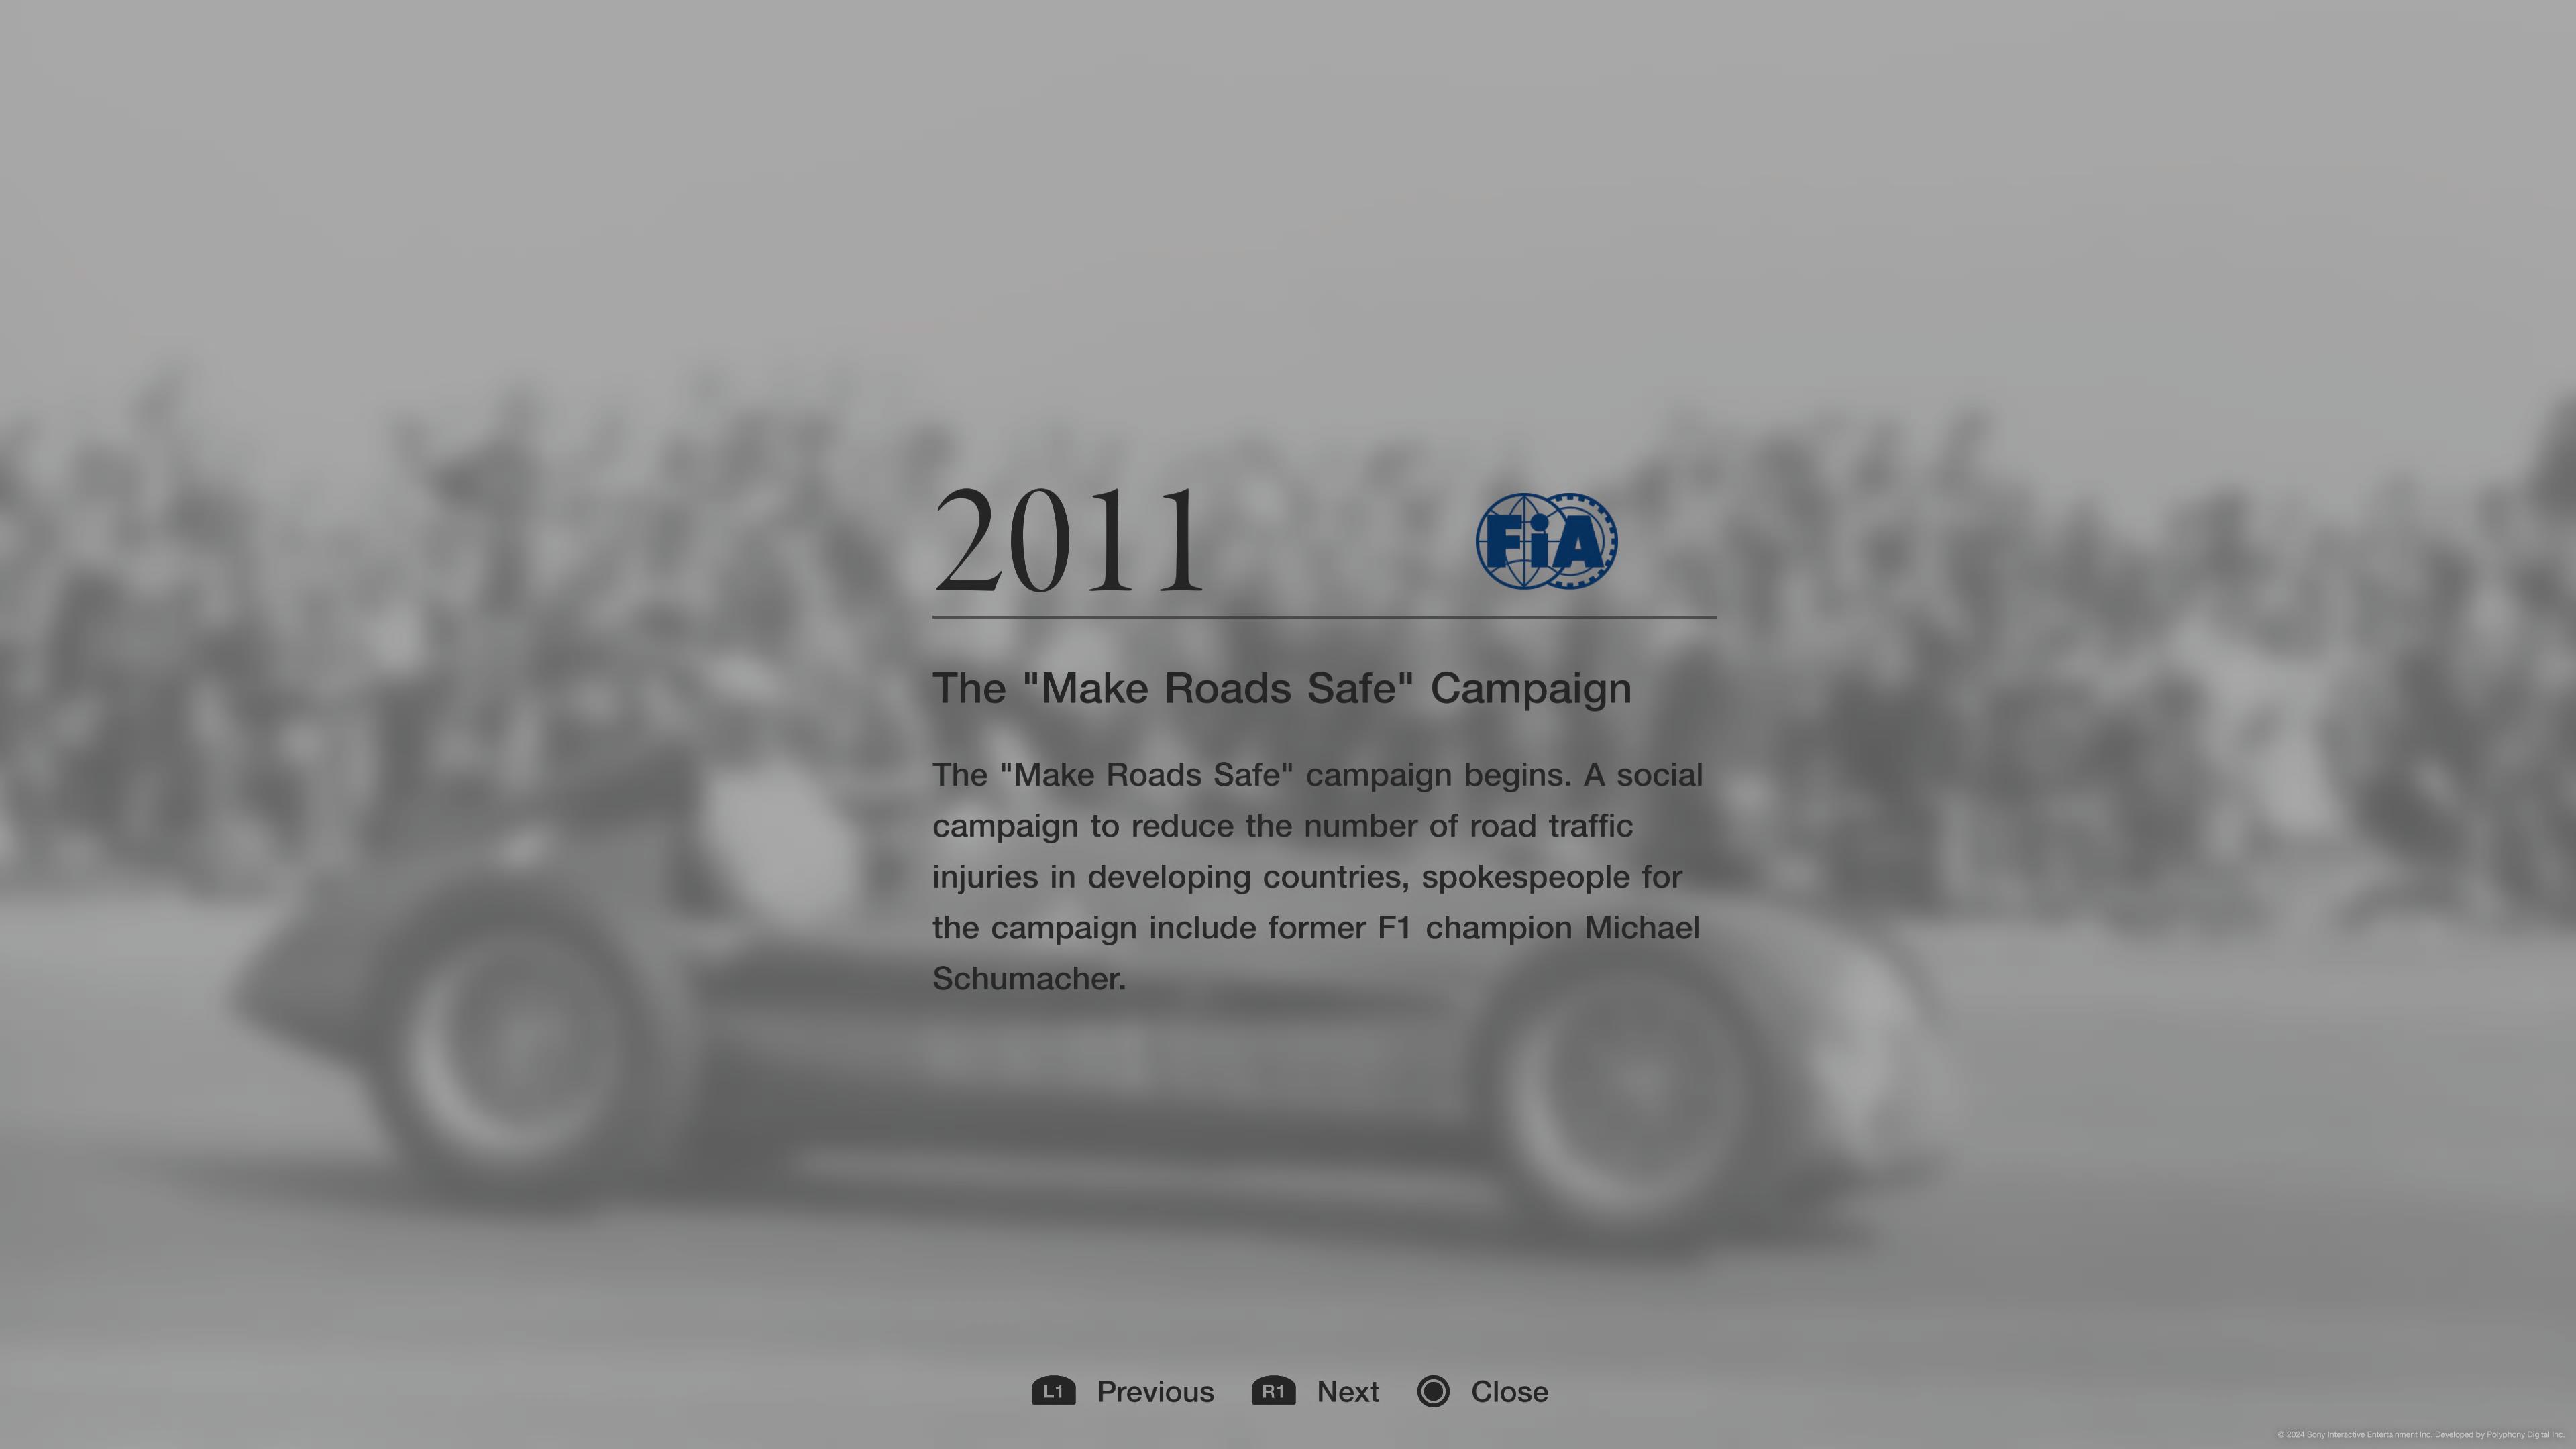 2011
FiA
The "Make Roads Safe" Campaign
The "Make Roads Safe" campaign begins. A social
campaign to reduce the number of road traffic
injuries in developing countries, spokespeople for
the campaign include former F1 champion Michael
Schumacher.
L1 Previous R1 Next Close
© 2024 Sony Interactive Entertainment Inc. Developed by Polyphony Digital Inc.